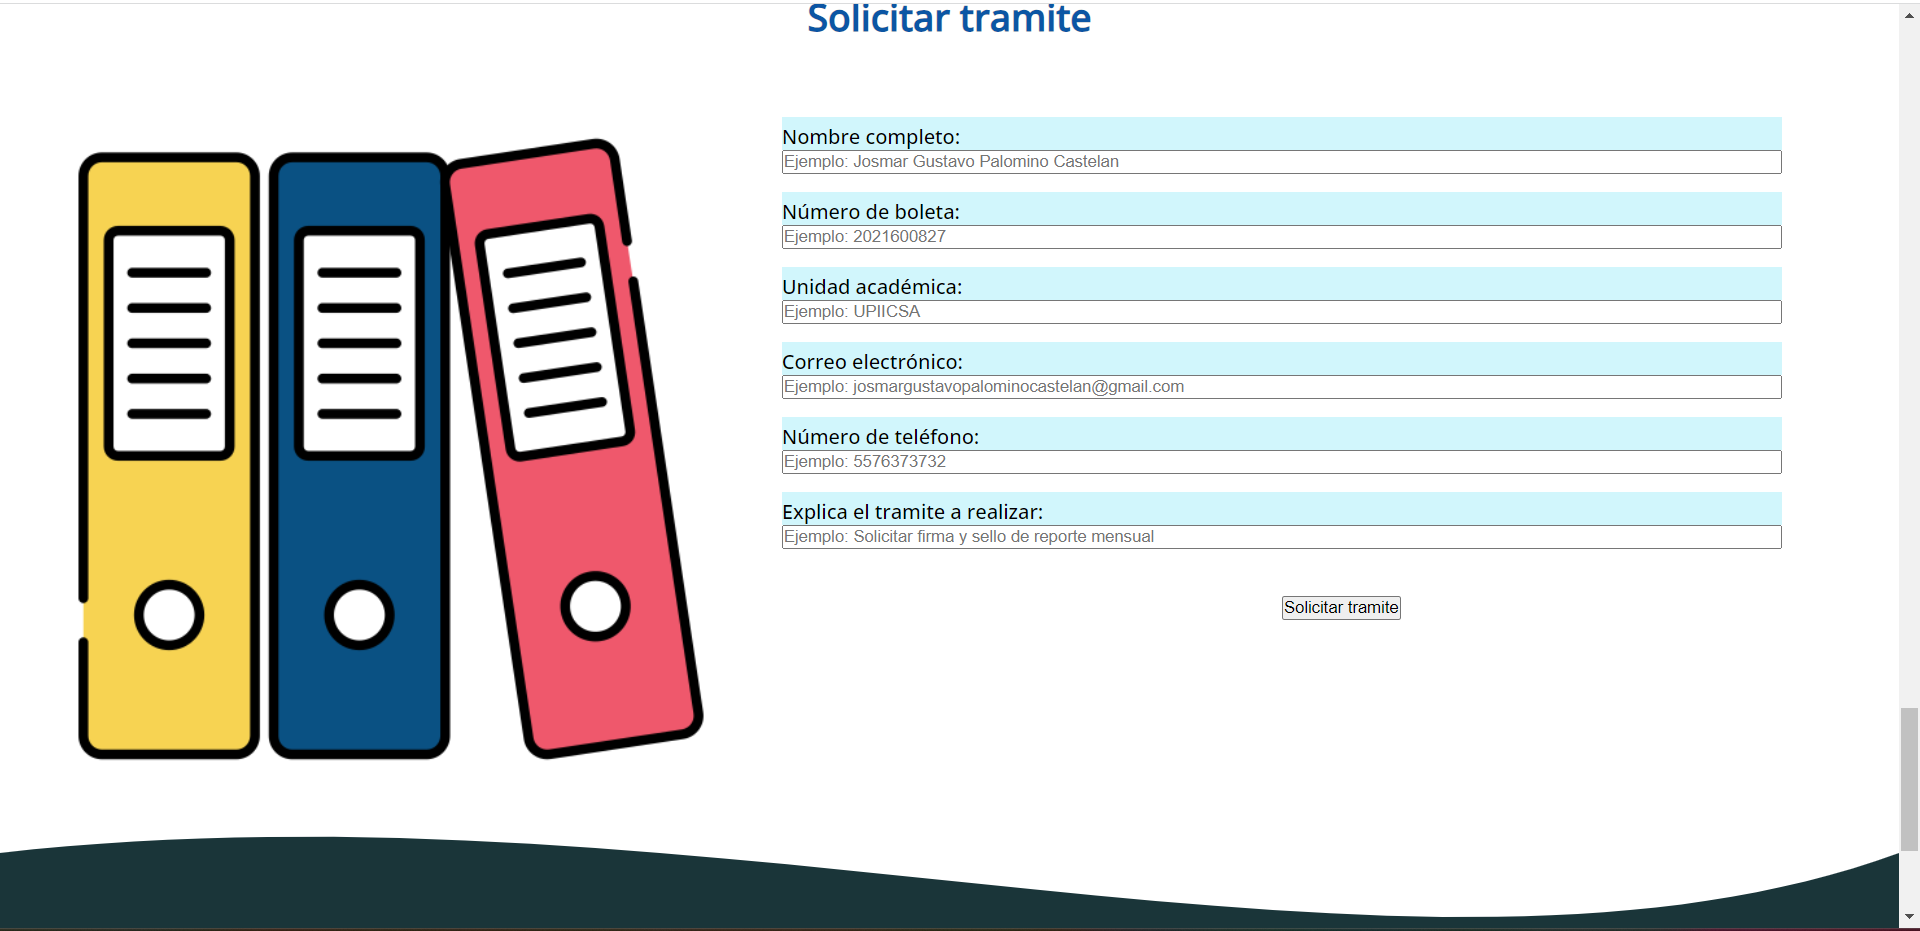 Solicitar tramite
Nombre completo:
Ejemplo: Josmar Gustavo Palomino Castelan
Número de boleta:
Ejemplo: 2021600827
Unidad académica:
Ejemplo: UPIICSA
Correo electrónico:
Ejemplo: josmargustavopalominocastelan@gmail.com
Número de teléfono:
Ejemplo: 5576373732
Explica el tramite a realizar:
Ejemplo: Solicitar firma y sello de reporte mensual
Solicitar tramite